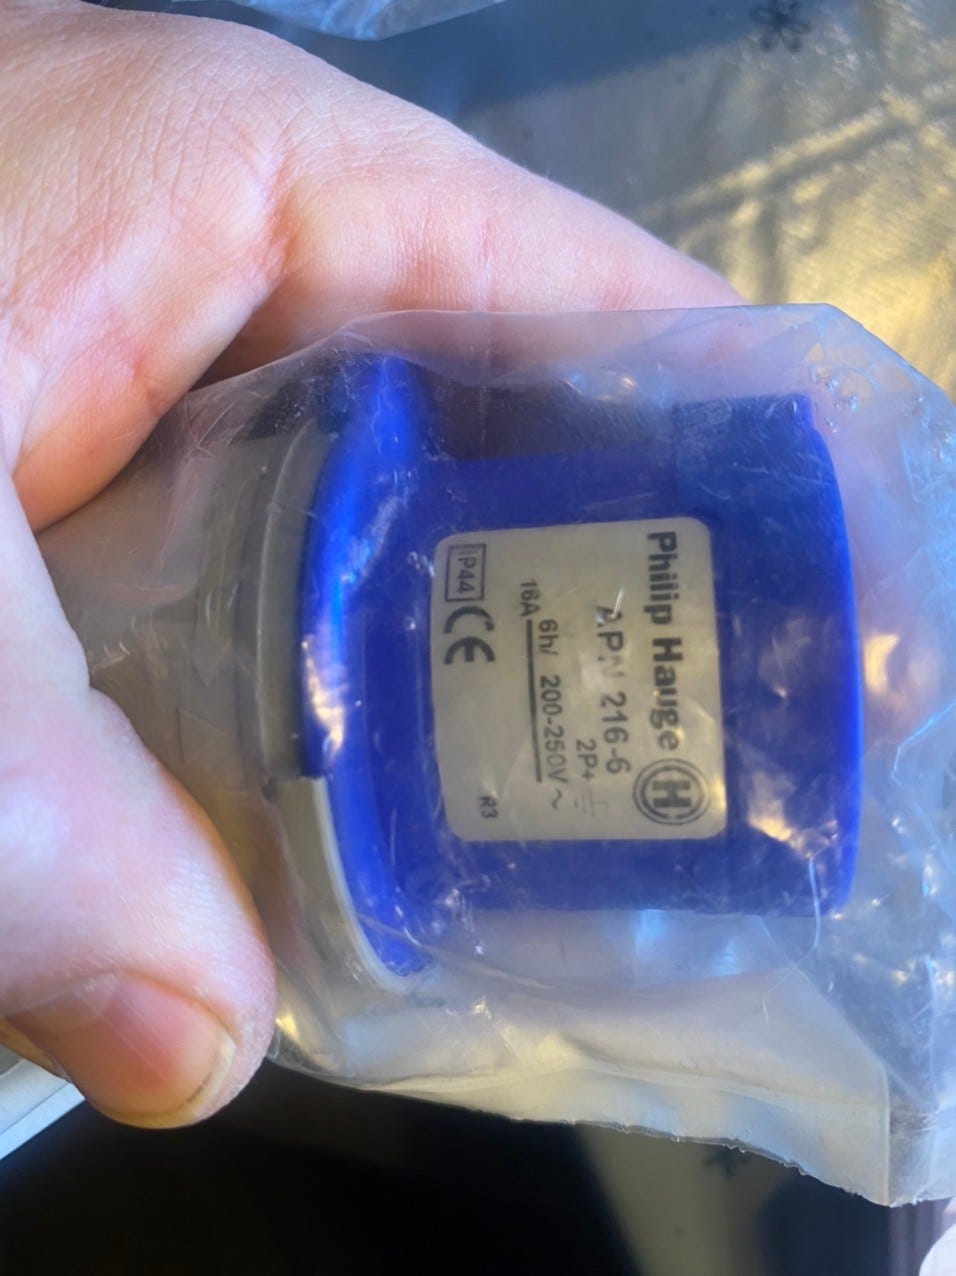 Philip Hauge H
APN 216-6
2P+⏚
6h/ 200-250V ~
16A
IP44 CE
R3